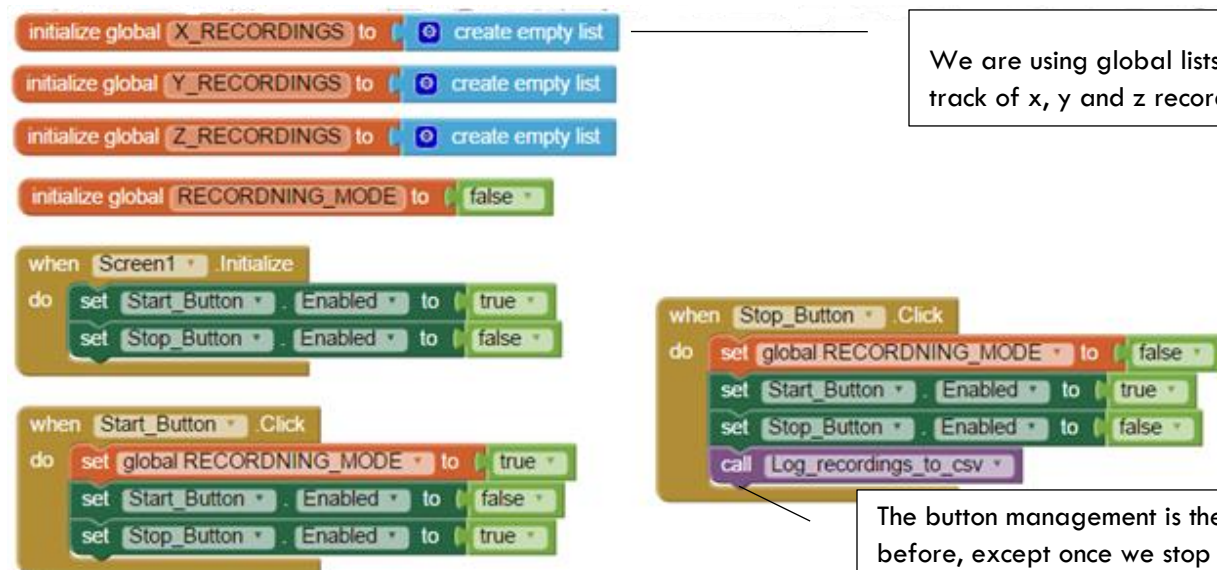 initialize global X_RECORDINGS to create empty list
We are using global lists
track of x, y and z recor
initialize global Y_RECORDINGS to create empty list
initialize global Z_RECORDINGS to create empty list
initialize global RECORDNING_MODE to false
when Screen1 .Initialize
do set Start_Button . Enabled to true
set Stop_Button . Enabled to false
when Start_Button .Click
do set global RECORDNING_MODE to true
set Start_Button . Enabled to false
set Stop_Button . Enabled to true
when Stop_Button .Click
do set global RECORDNING_MODE to false
set Start_Button . Enabled to true
set Stop_Button . Enabled to false
call Log_recordings_to_csv
The button management is the
before, except once we stop